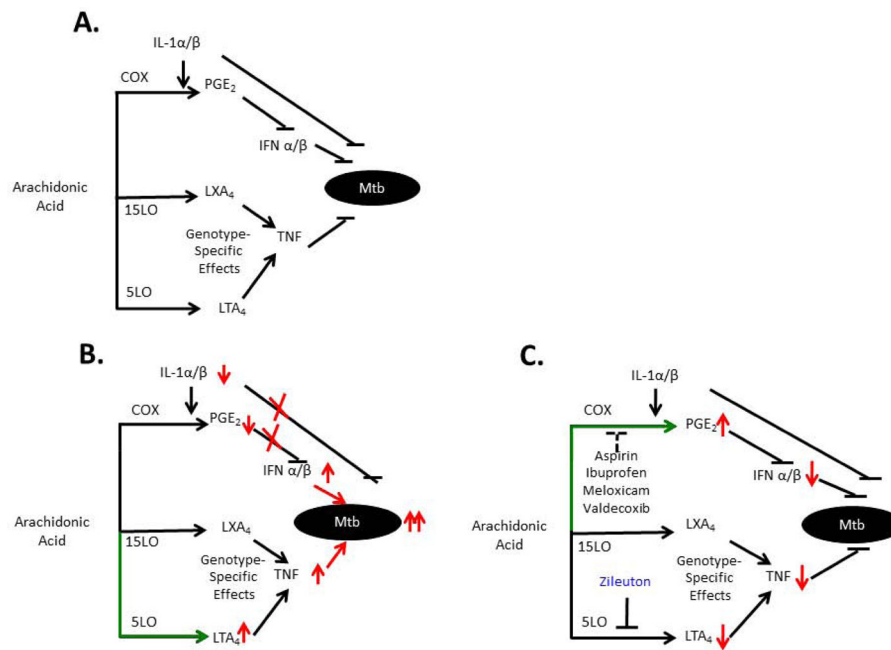 A.
IL-1α/β
COX
PGE₂
IFN α/β
Mtb
Arachidonic
Acid
LXA₄
15LO
TNF
Genotype-
Specific
Effects
5LO
LTA₄
B.
IL-1α/β
COX
PGE₂
IFN α/β
Mtb
Arachidonic
Acid
LXA₄
15LO
Genotype-
Specific
Effects
TNF
5LO
LTA₄
C.
IL-1α/β
COX
PGE₂
Aspirin
Ibuprofen
Meloxicam
Valdecoxib
IFN α/β
Mtb
Arachidonic
Acid
LXA₄
15LO
Genotype-
Specific
Effects
TNF
Zileuton
5LO
LTA₄